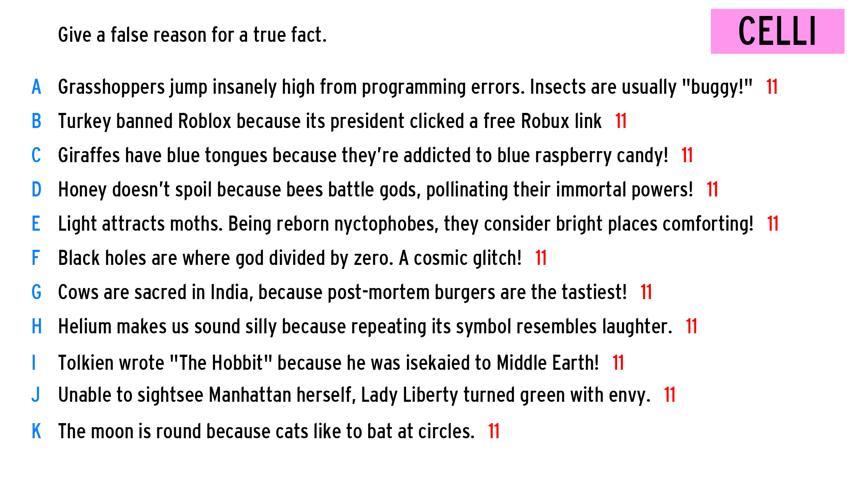 Give a false reason for a true fact.
CELLI
A Grasshoppers jump insanely high from programming errors. Insects are usually "buggy!" 11
B Turkey banned Roblox because its president clicked a free Robux link 11
C Giraffes have blue tongues because they're addicted to blue raspberry candy! 11
D Honey doesn't spoil because bees battle gods, pollinating their immortal powers! 11
E Light attracts moths. Being reborn nyctophobes, they consider bright places comforting! 11
F Black holes are where god divided by zero. A cosmic glitch! 11
G Cows are sacred in India, because post-mortem burgers are the tastiest! 11
H Helium makes us sound silly because repeating its symbol resembles laughter. 11
I Tolkien wrote "The Hobbit" because he was isekaied to Middle Earth! 11
J Unable to sightsee Manhattan herself, Lady Liberty turned green with envy. 11
K The moon is round because cats like to bat at circles. 11